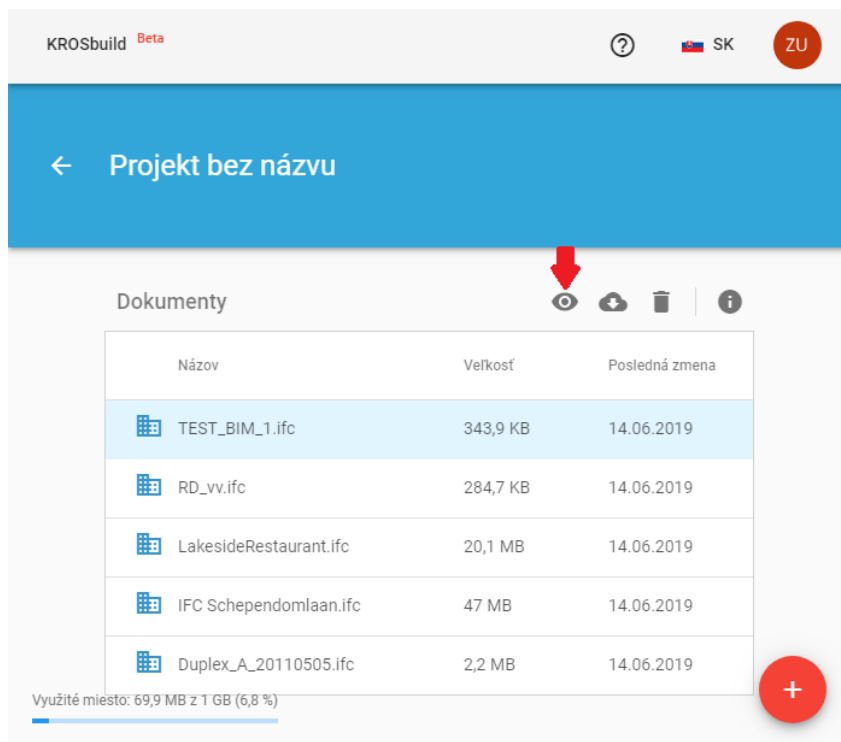 KROSbuild Beta SK ZU
Projekt bez názvu
Dokumenty
Názov Veľkosť Posledná zmena
TEST_BIM_1.ifc 343,9 KB 14.06.2019
RD_vv.ifc 284,7 KB 14.06.2019
LakesideRestaurant.ifc 20,1 MB 14.06.2019
IFC Schependomlaan.ifc 47 MB 14.06.2019
Duplex_A_20110505.ifc 2,2 MB 14.06.2019
Využité miesto: 69,9 MB z 1 GB (6,8 %)